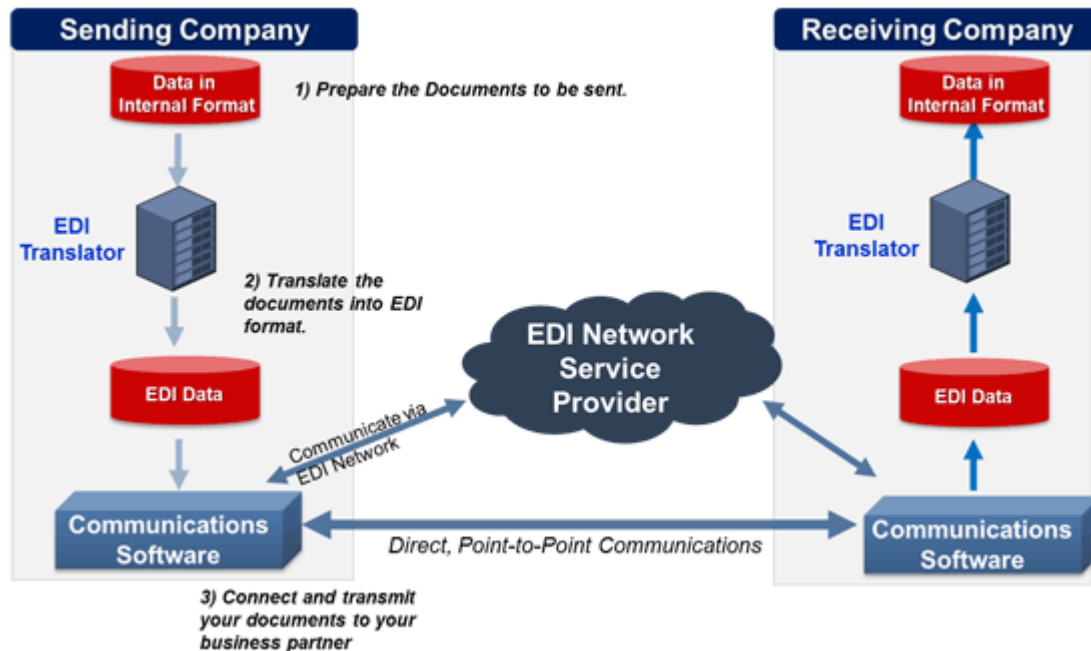 Sending Company
Receiving Company
Data in
Internal Format
1) Prepare the Documents to be sent.
Data in
Internal Format
EDI
Translator
EDI
Translator
2) Translate the
documents into EDI
format.
EDI Network
Service
Provider
EDI Data
EDI Data
Communicate via
EDI Network
Communications
Software
Direct, Point-to-Point Communications
Communications
Software
3) Connect and transmit
your documents to your
business partner